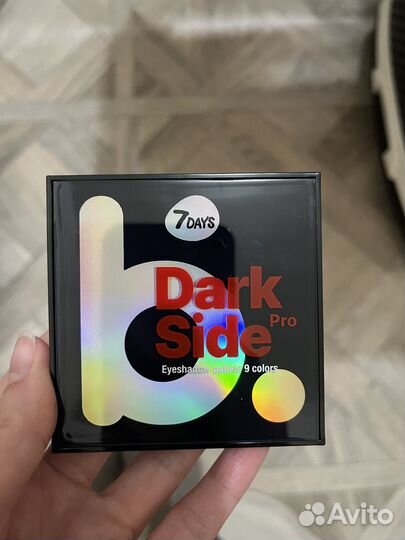 7DAYS
b.
Dark
Side Pro
Eyeshadow palette 9 colors
Avito